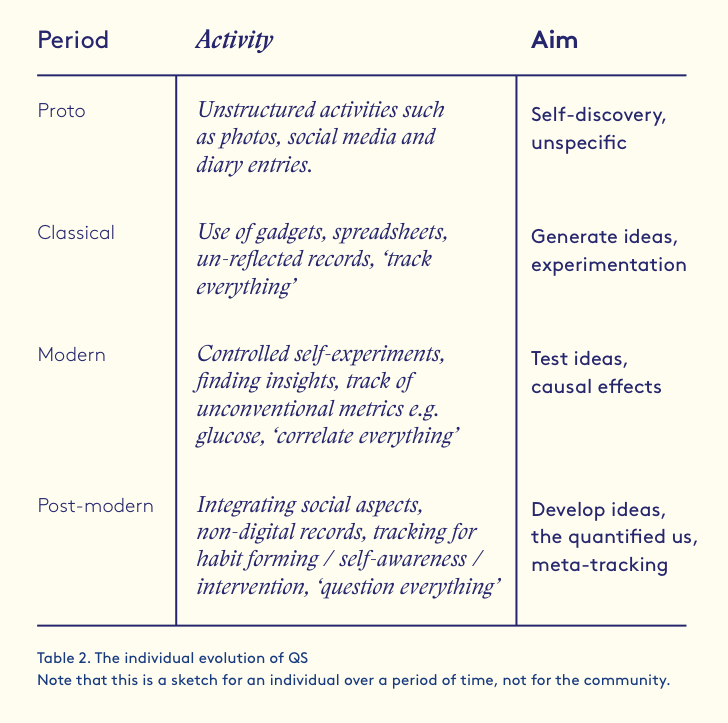 Period Activity Aim
Proto
Unstructured activities such
as photos, social media and
diary entries.
Self-discovery,
unspecific
Classical
Use of gadgets, spreadsheets,
un-reflected records, ‘track
everything’
Generate ideas,
experimentation
Modern
Controlled self-experiments,
finding insights, track of
unconventional metrics e.g.
glucose, ‘correlate everything’
Test ideas,
causal effects
Post-modern
Integrating social aspects,
non-digital records, tracking for
habit forming / self-awareness /
intervention, ‘question everything’
Develop ideas,
the quantified us,
meta-tracking
Table 2. The individual evolution of QS
Note that this is a sketch for an individual over a period of time, not for the community.